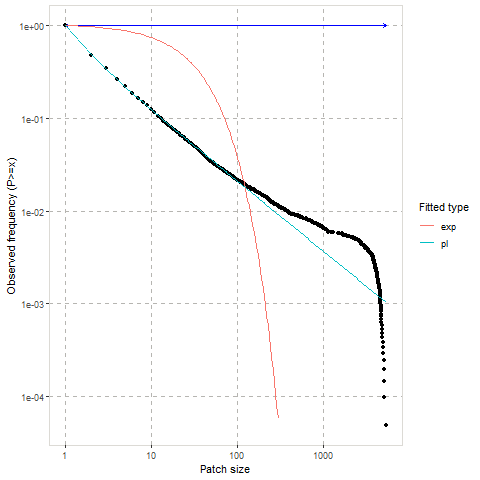 1e+00
1e-01
1e-02
1e-03
1e-04
Observed frequency (P>=x)
1
10
100
1000
Patch size
Fitted type
exp
pl